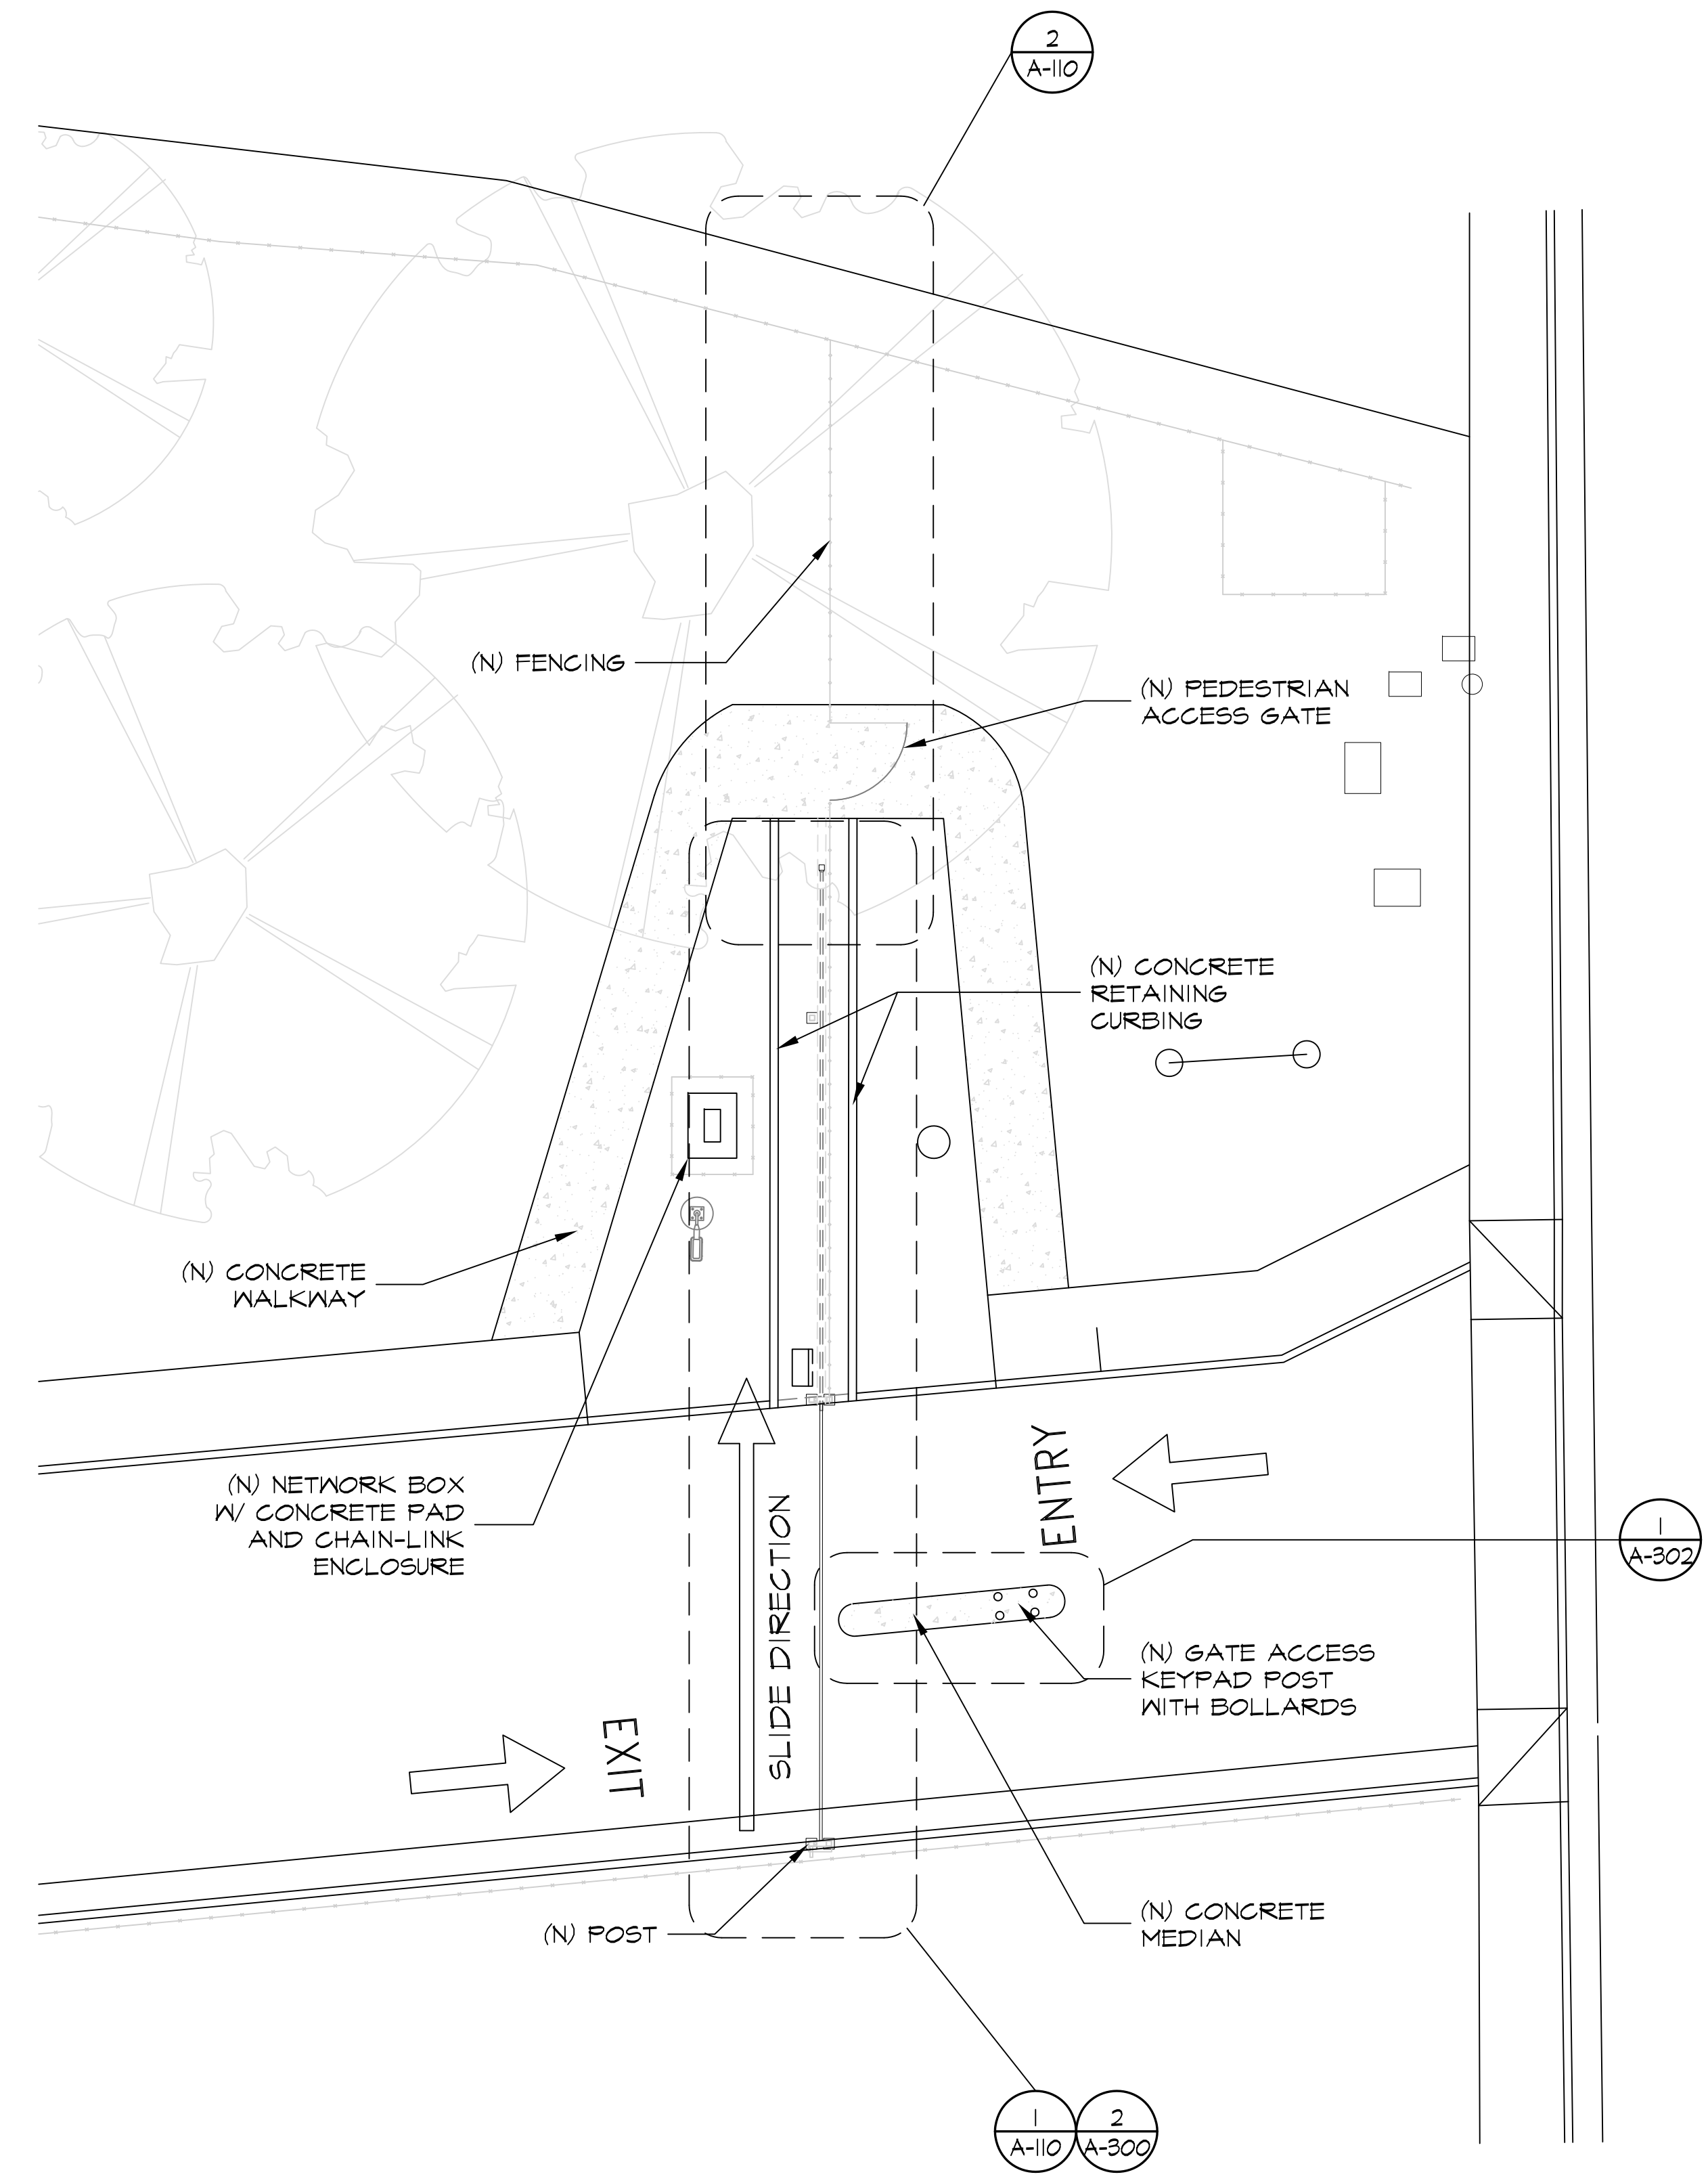 2
A-110
(N) FENCING
(N) PEDESTRIAN
ACCESS GATE
(N) CONCRETE
RETAINING
CURBING
(N) CONCRETE
WALKWAY
(N) NETWORK BOX
W/ CONCRETE PAD
AND CHAIN-LINK
ENCLOSURE
SLIDE DIRECTION
ENTRY
1
A-302
(N) GATE ACCESS
KEYPAD POST
WITH BOLLARDS
EXIT
(N) POST
(N) CONCRETE
MEDIAN
1
A-110
2
A-300